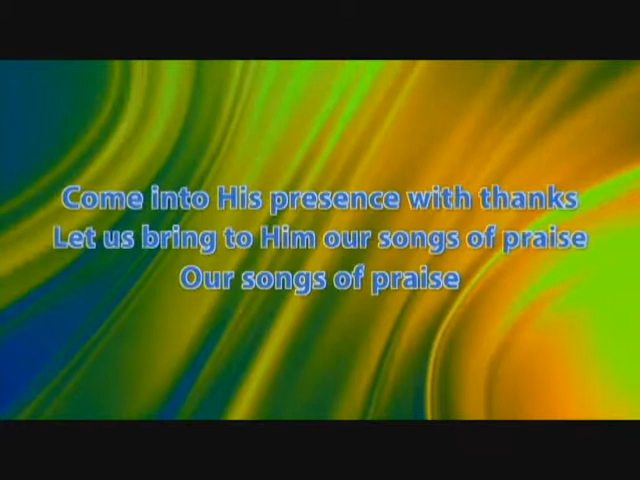 Come into His presence with thanks
Let us bring to Him our songs of praise
Our songs of praise